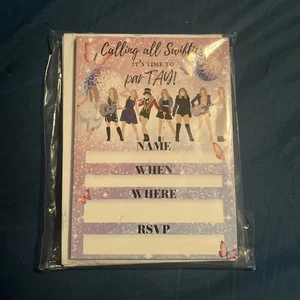 Calling all Swifties
IT'S TIME TO
parTAY!
NAME
WHEN
WHERE
RSVP